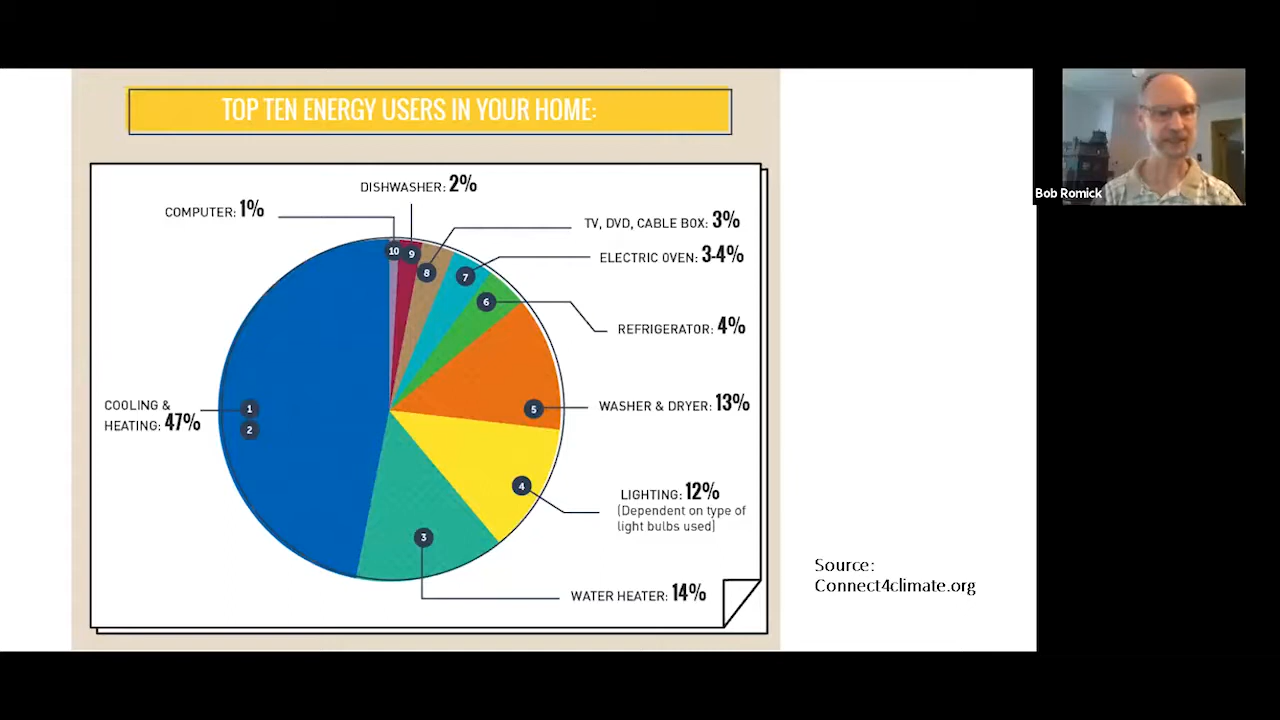 TOP TEN ENERGY USERS IN YOUR HOME:
DISHWASHER: 2%
COMPUTER: 1%
TV, DVD, CABLE BOX: 3%
ELECTRIC OVEN: 3-4%
REFRIGERATOR: 4%
WASHER & DRYER: 13%
COOLING &
HEATING: 47%
LIGHTING: 12%
(Dependent on type of
light bulbs used)
WATER HEATER: 14%
10
9
8
7
6
5
4
3
1
2
Source:
Connect4climate.org
Bob Romick